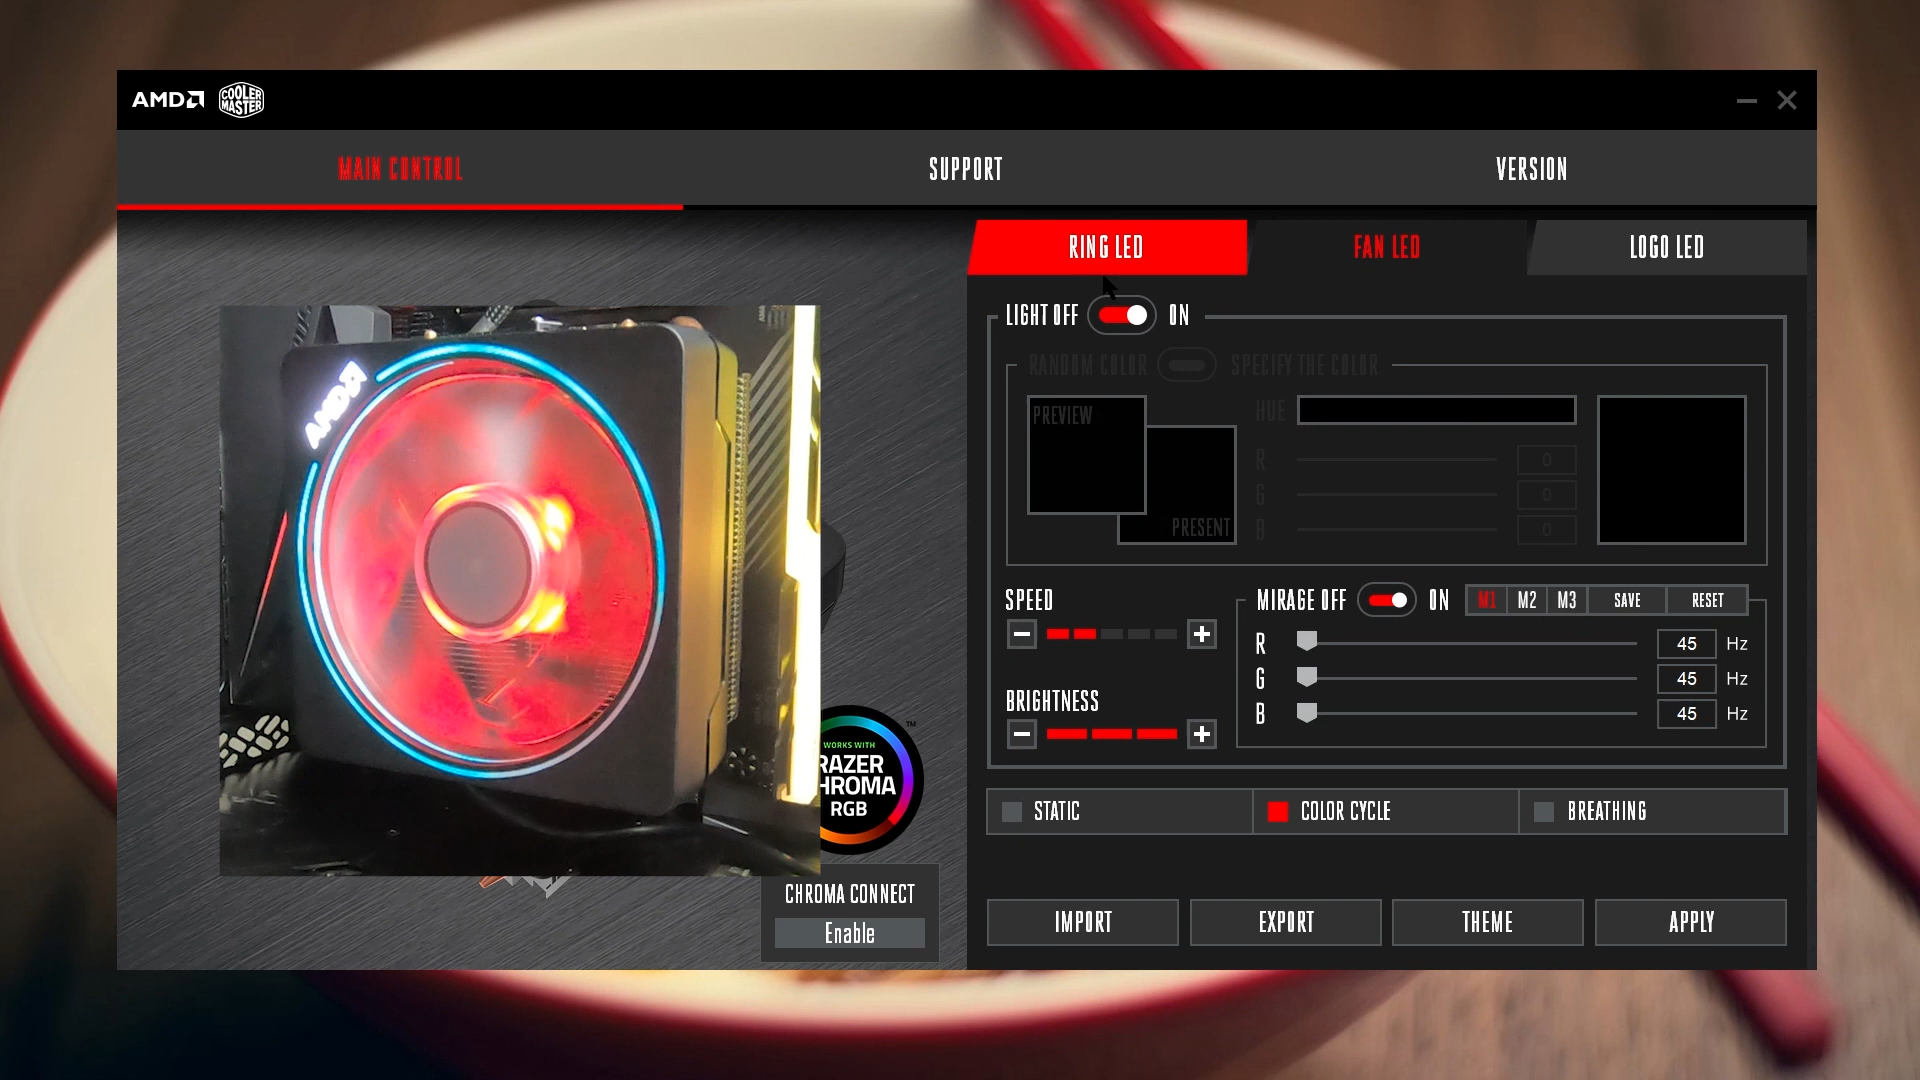 AMD COOLER MASTER
MAIN CONTROL
SUPPORT
VERSION
RING LED
FAN LED
LOGO LED
LIGHT OFF ON
RANDOM COLOR SPECIFY THE COLOR
PREVIEW
PRESENT
HUE
R 0
G 0
B 0
SPEED
BRIGHTNESS
MIRAGE OFF ON
M1 M2 M3 SAVE RESET
R 45 Hz
G 45 Hz
B 45 Hz
STATIC
COLOR CYCLE
BREATHING
IMPORT
EXPORT
THEME
APPLY
AMD
WORKS WITH
RAZER
CHROMA
RGB
TM
CHROMA CONNECT
Enable